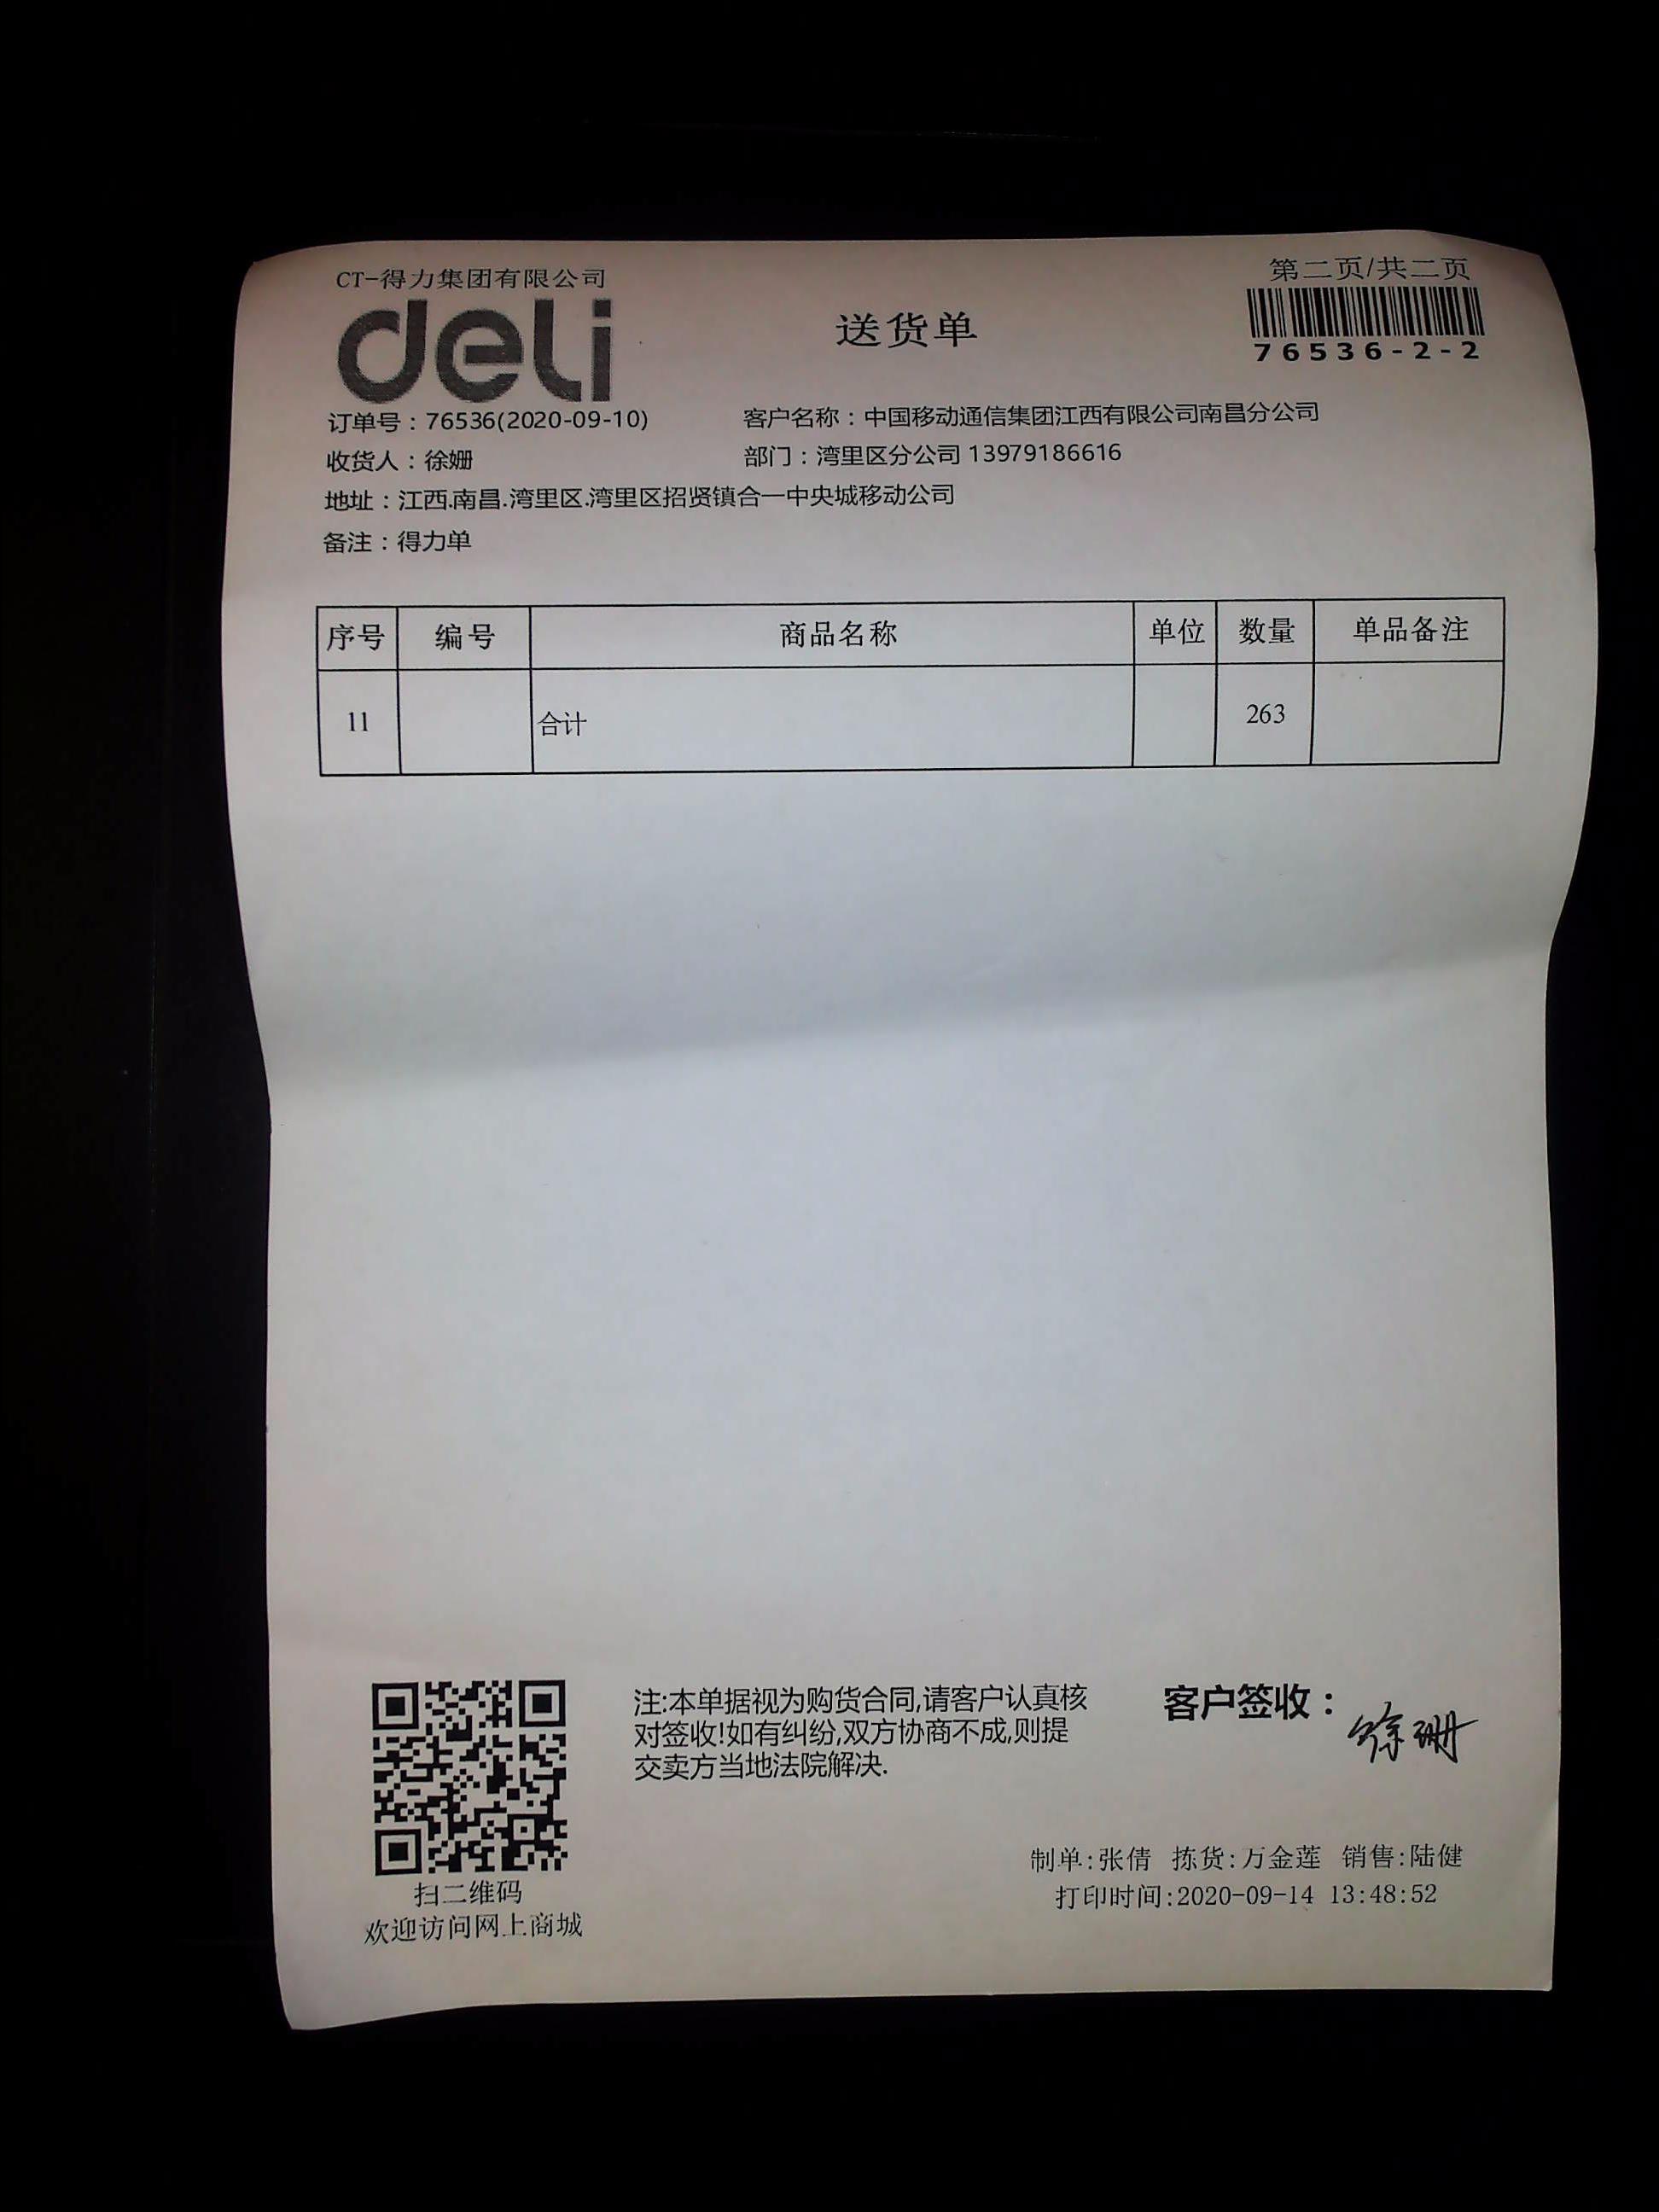 CT-得力集团有限公司
第二页/共二页
deli
送货单
76536-2-2
订单号：76536(2020-09-10)
客户名称：中国移动通信集团江西有限公司南昌分公司
收货人：徐姗
部门：湾里区分公司 13979186616
地址：江西.南昌.湾里区.湾里区招贤镇合一中央城移动公司
备注：得力单
序号 编号 商品名称 单位 数量 单品备注
11 合计 263
注:本单据视为购货合同,请客户认真核
对签收!如有纠纷,双方协商不成,则提
交卖方当地法院解决.
客户签收：
徐珊
扫二维码
欢迎访问网上商城
制单:张倩 拣货:万金莲 销售:陆健
打印时间:2020-09-14 13:48:52